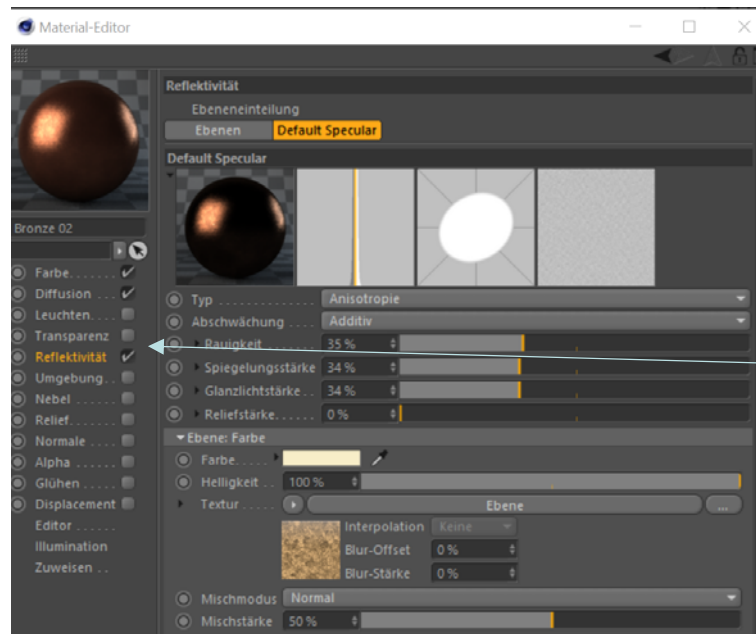 Material-Editor
Reflektivität
Ebeneneinteilung
Ebenen Default Specular
Default Specular
Bronze 02
Farbe.......
Diffusion ...
Leuchten....
Transparenz
Reflektivität
Umgebung..
Nebel ......
Relief.......
Normale ....
Alpha ......
Glühen .....
Displacement
Editor ......
Illumination
Zuweisen ..
Typ .............. Anisotropie
Abschwächung .... Additiv
Rauigkeit........ 35 %
Spiegelungsstärke 34 %
Glanzlichtstärke.. 34 %
Reliefstärke...... 0 %
Ebene: Farbe
Farbe.....
Helligkeit .. 100 %
Textur ..... Ebene ...
Interpolation Keine
Blur-Offset 0 %
Blur-Stärke 0 %
Mischmodus Normal
Mischstärke 50 %